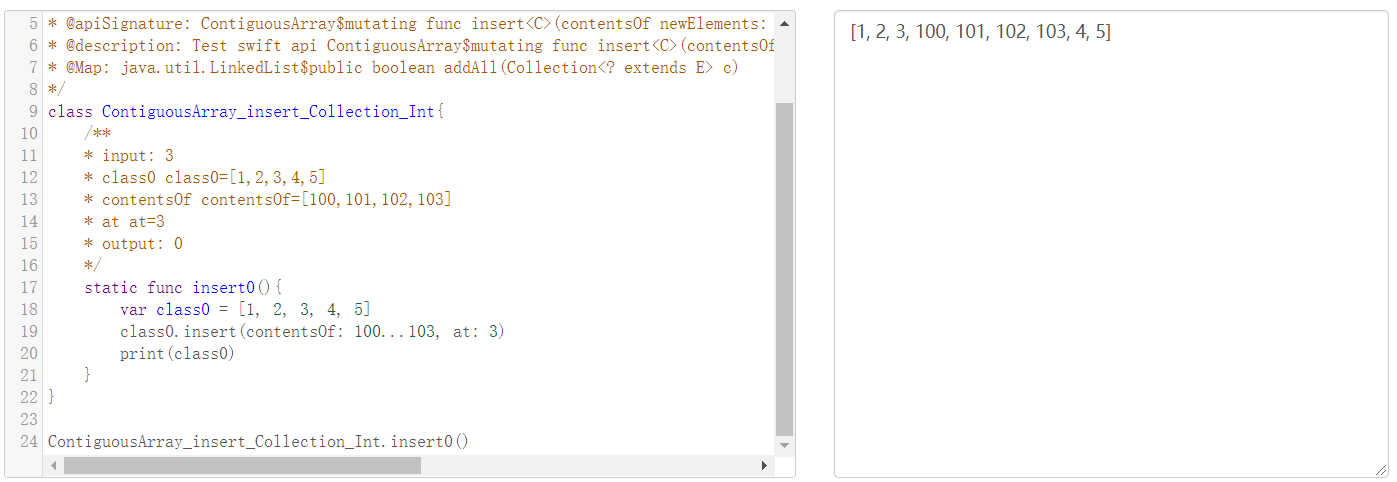 5 * @apiSignature: ContiguousArray$mutating func insert<C>(contentsOf newElements:
6 * @description: Test swift api ContiguousArray$mutating func insert<C>(contentsOf
7 * @Map: java.util.LinkedList$public boolean addAll(Collection<? extends E> c)
8 */
9 class ContiguousArray_insert_Collection_Int{
10 /**
11 * input: 3
12 * class0 class0=[1,2,3,4,5]
13 * contentsOf contentsOf=[100,101,102,103]
14 * at at=3
15 * output: 0
16 */
17 static func insert0(){
18 var class0 = [1, 2, 3, 4, 5]
19 class0.insert(contentsOf: 100...103, at: 3)
20 print(class0)
21 }
22 }
23
24 ContiguousArray_insert_Collection_Int.insert0()
[1, 2, 3, 100, 101, 102, 103, 4, 5]